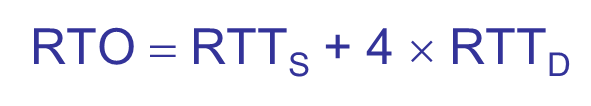 RTO = RTT_S + 4 × RTT_D